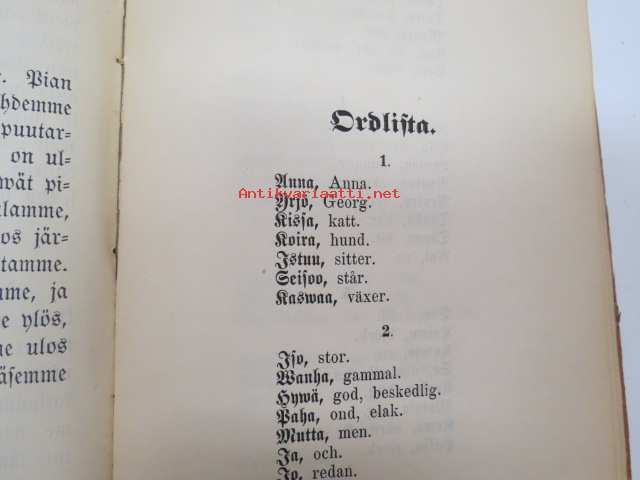 r. Pian
hdemme
puutar-
on ul-
wät pi-
lamme,
os jär-
tamme.
me, ja
e ylös,
ne ulos
äsemme
Ordlista.
1.
Anna, Anna.
Antikvariaatti.net
Yrjö, Georg.
Kissa, katt.
Koira, hund.
Istuu, sitter.
Seisoo, står.
Kaswaa, växer.
2.
Iso, stor.
Wanha, gammal.
Hywä, god, beskedlig.
Paha, ond, elak.
Mutta, men.
Ja, och.
Jo, redan.